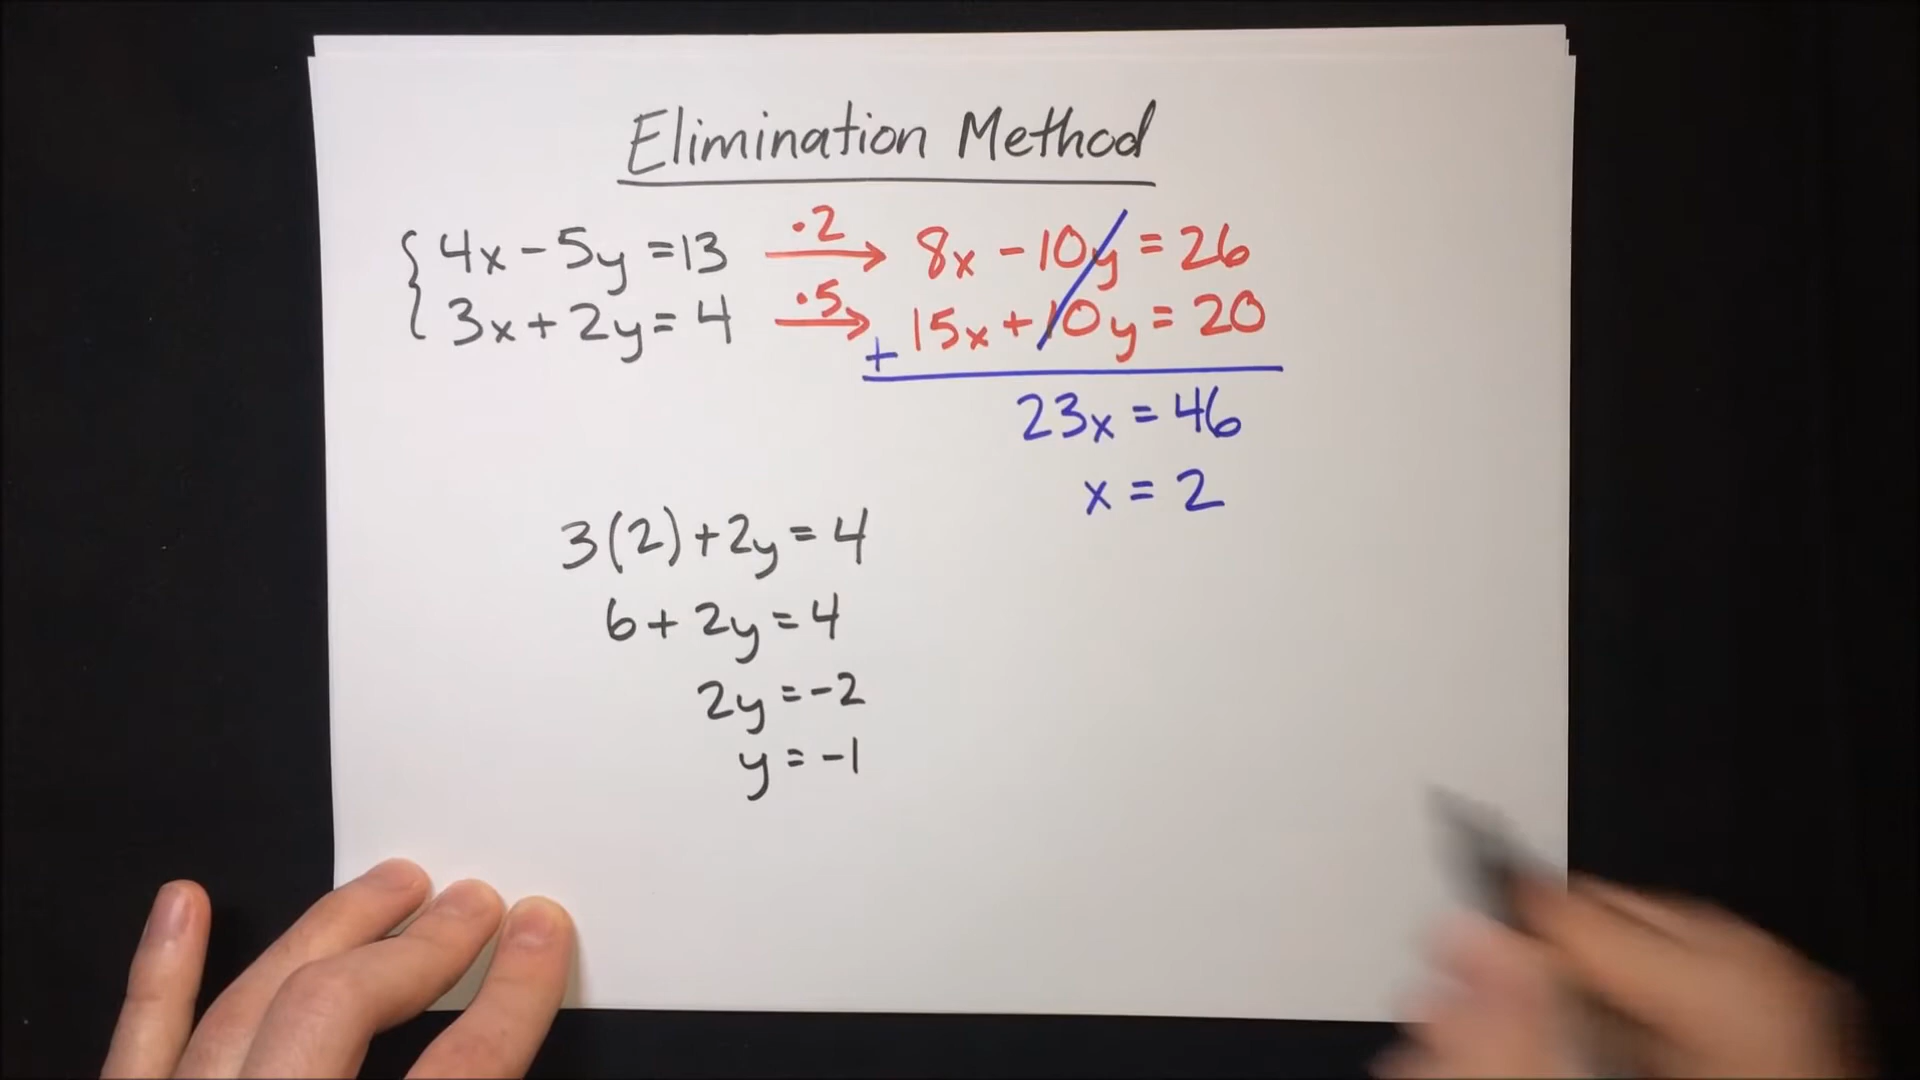 Elimination Method
4x - 5y = 13 ·2 8x - 10y = 26
3x + 2y = 4 ·5 15x + 10y = 20
+
23x = 46
x = 2
3(2) + 2y = 4
6 + 2y = 4
2y = -2
y = -1